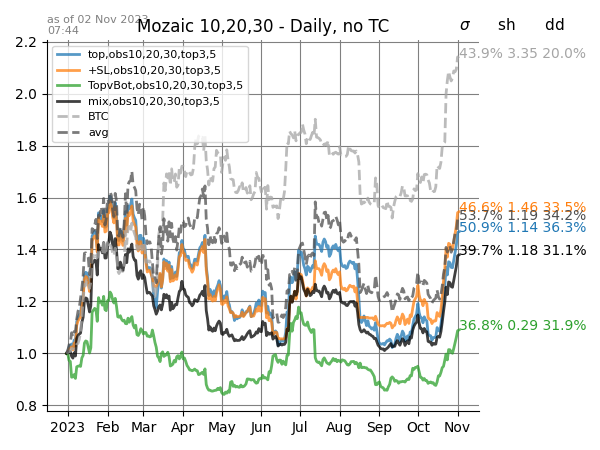 as of 02 Nov 2023
07:44
Mozaic 10,20,30 - Daily, no TC
σ sh dd
2.2
2.0
1.8
1.6
1.4
1.2
1.0
0.8
top,obs10,20,30,top3,5
+SL,obs10,20,30,top3,5
TopvBot,obs10,20,30,top3,5
mix,obs10,20,30,top3,5
BTC
avg
43.9% 3.35 20.0%
46.6% 1.46 33.5%
53.7% 1.19 34.2%
50.9% 1.14 36.3%
39.7% 1.18 31.1%
36.8% 0.29 31.9%
2023 Feb Mar Apr May Jun Jul Aug Sep Oct Nov